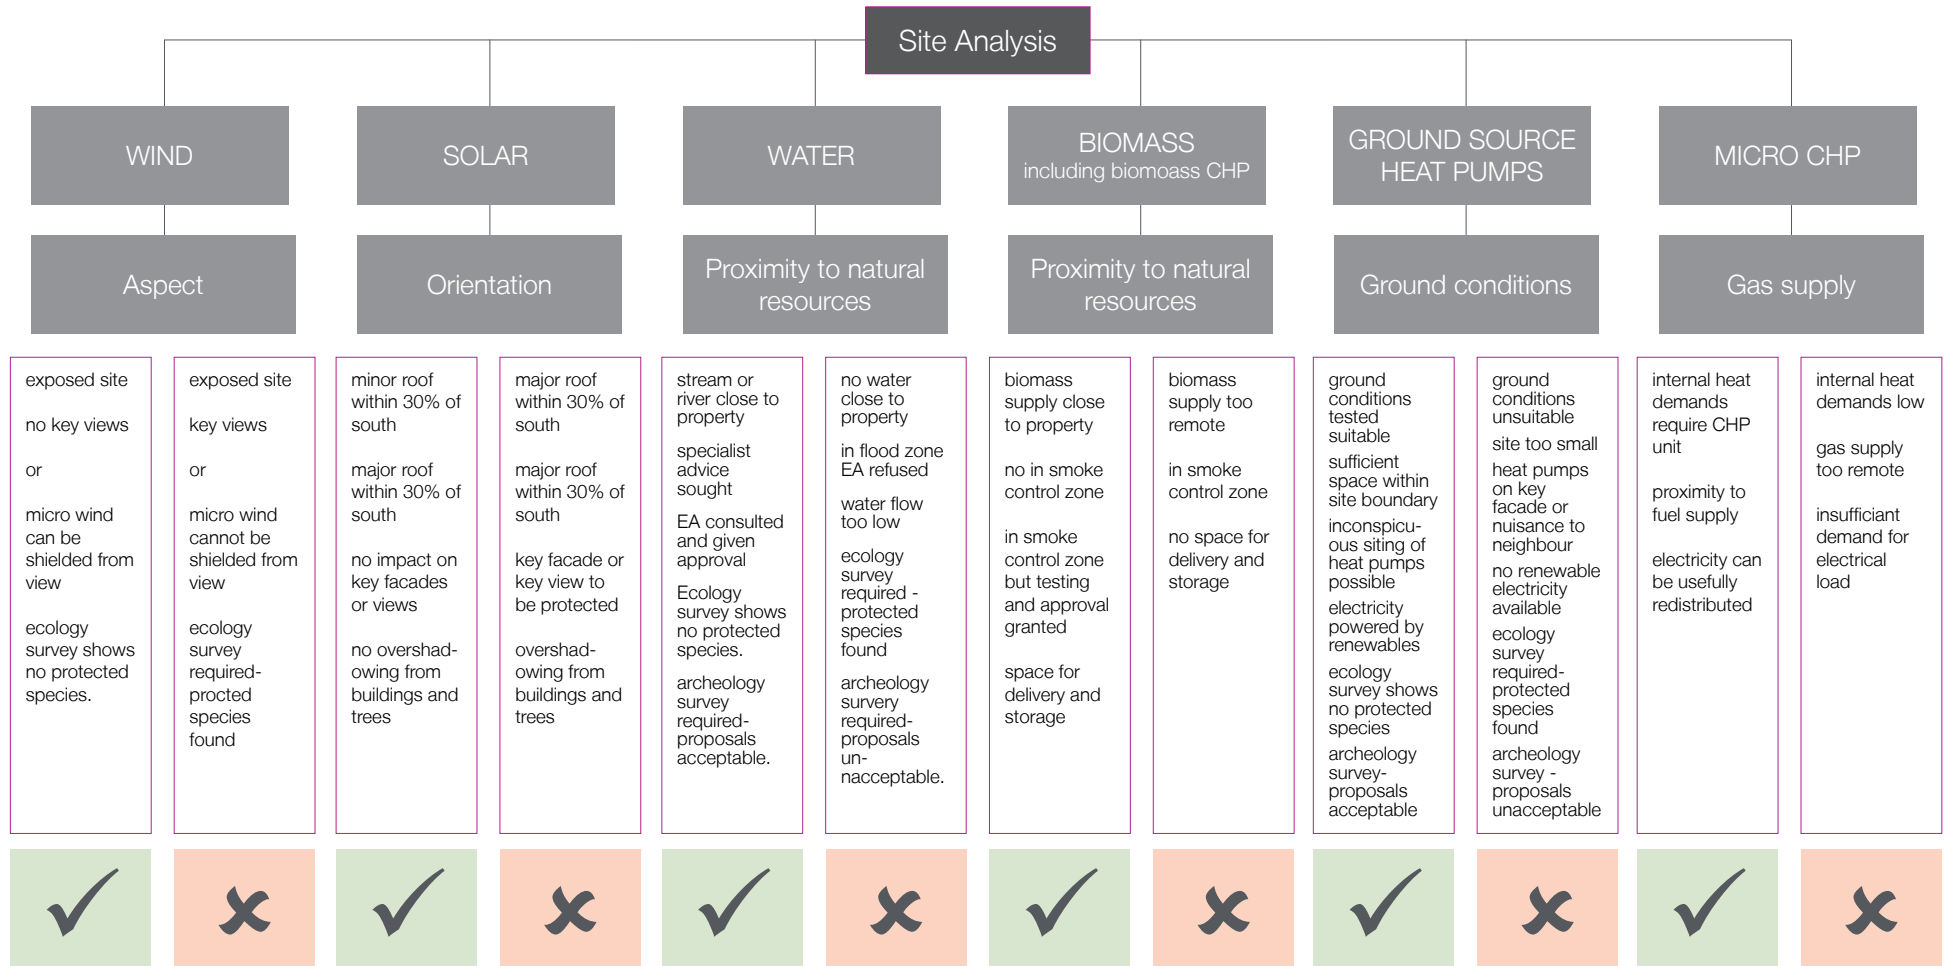 Site Analysis
WIND
SOLAR
WATER
BIOMASS
including biomoass CHP
GROUND SOURCE
HEAT PUMPS
MICRO CHP
Aspect
Orientation
Proximity to natural
resources
Proximity to natural
resources
Ground conditions
Gas supply
exposed site
no key views
or
micro wind
can be
shielded from
view
ecology
survey shows
no protected
species.
exposed site
key views
or
micro wind
cannot be
shielded from
view
ecology
survey
required-
procted
species
found
minor roof
within 30% of
south
major roof
within 30% of
south
no impact on
key facades
or views
no overshad-
owing from
buildings and
trees
major roof
within 30% of
south
major roof
within 30% of
south
key facade or
key view to
be protected
overshad-
owing from
buildings and
trees
stream or
river close to
property
specialist
advice
sought
EA consulted
and given
approval
Ecology
survey shows
no protected
species.
archeology
survey
required-
proposals
acceptable.
no water
close to
property
in flood zone
EA refused
water flow
too low
ecology
survey
required -
protected
species
found
archeology
survery
required-
proposals
un-
nacceptable.
biomass
supply close
to property
no in smoke
control zone
in smoke
control zone
but testing
and approval
granted
space for
delivery and
storage
biomass
supply too
remote
in smoke
control zone
no space for
delivery and
storage
ground
conditions
tested
suitable
sufficient
space within
site boundary
inconspicu-
ous siting of
heat pumps
possible
electricity
powered by
renewables
ecology
survey shows
no protected
species
archeology
survey-
proposals
acceptable
ground
conditions
unsuitable
site too small
heat pumps
on key
facade or
nuisance to
neighbour
no renewable
electricity
available
ecology
survey
required-
protected
species
found
archeology
survey -
proposals
unacceptable
internal heat
demands
require CHP
unit
proximity to
fuel supply
electricity can
be usefully
redistributed
internal heat
demands low
gas supply
too remote
insufficiant
demand for
electrical
load